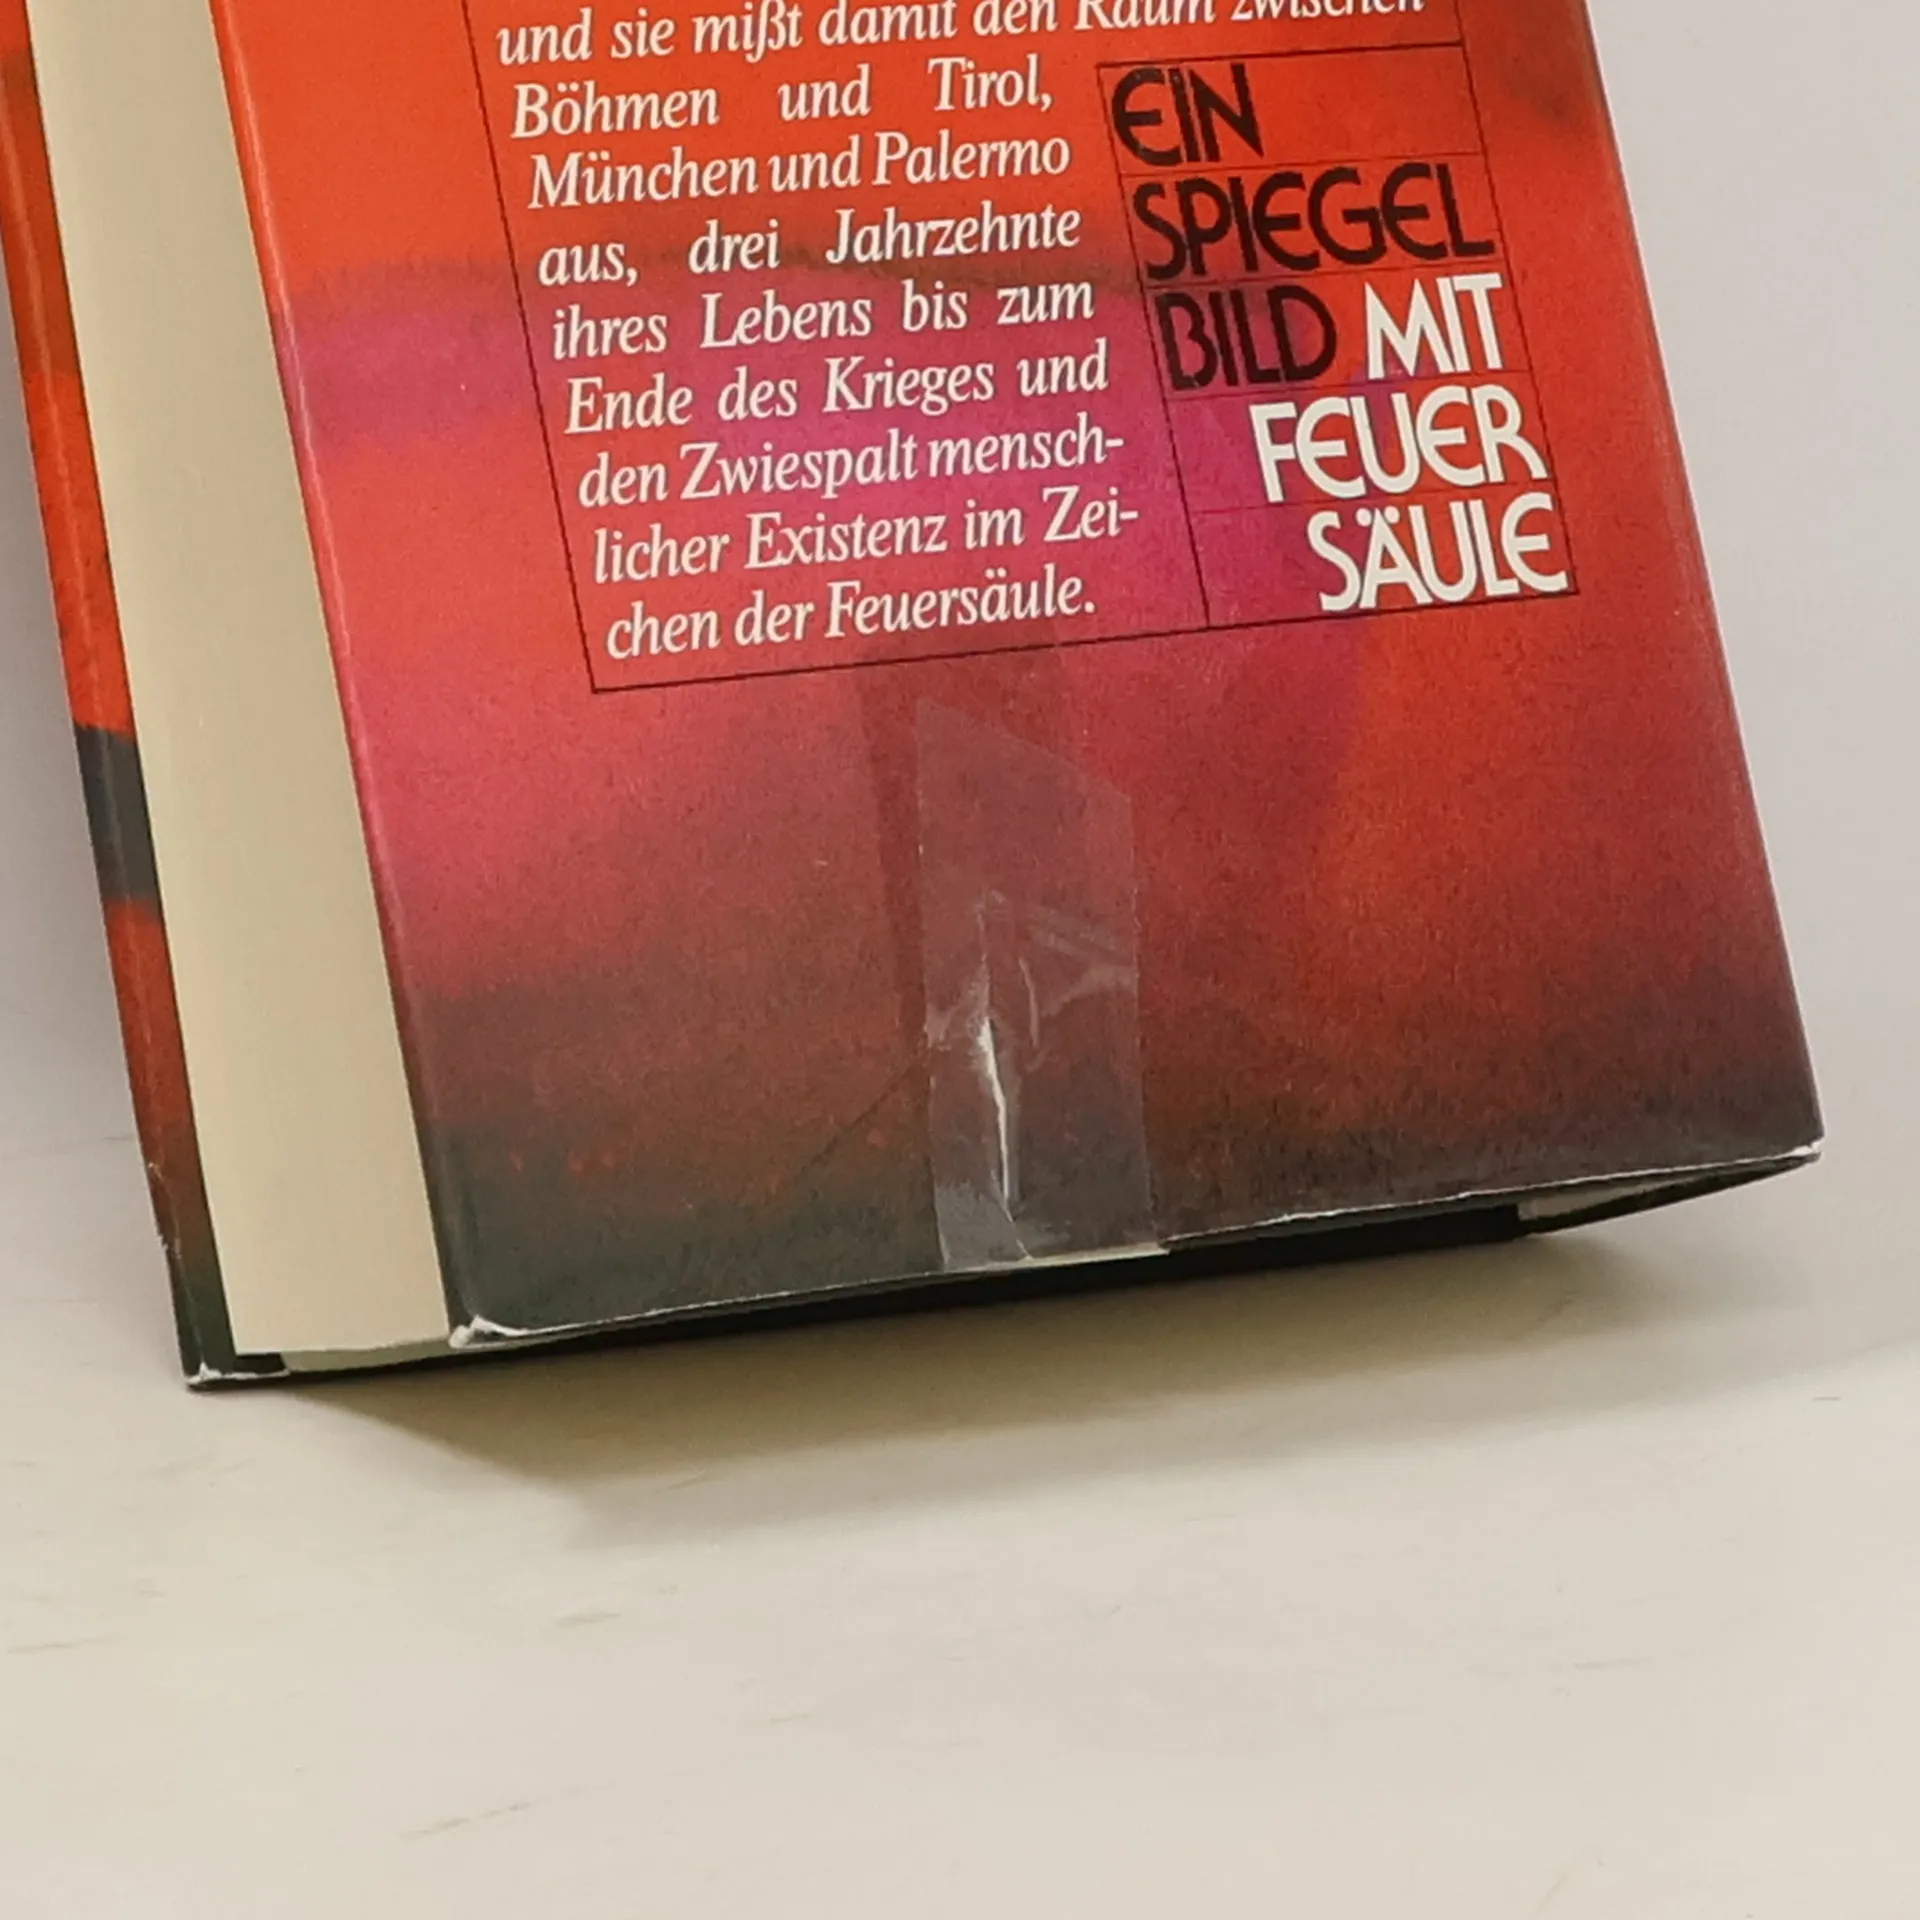 und sie mißt damit den Raum zwischen
Böhmen und Tirol,
München und Palermo
aus, drei Jahrzehnte
ihres Lebens bis zum
Ende des Krieges und
den Zwiespalt mensch-
licher Existenz im Zei-
chen der Feuersäule.
EIN
SPIEGEL
BILD MIT
FEUER
SÄULE